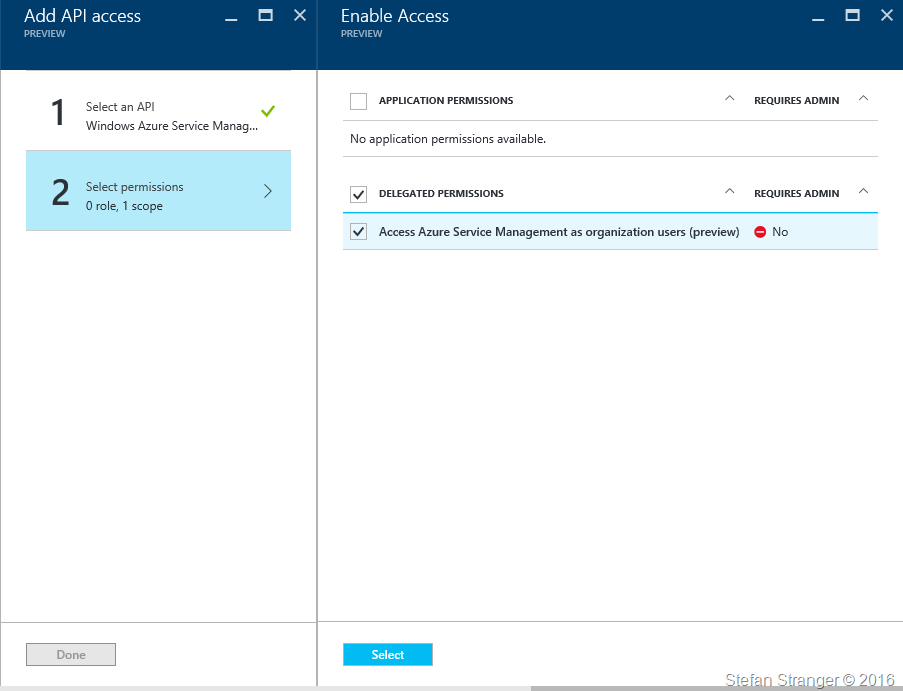 Add API access
PREVIEW
1
Select an API
Windows Azure Service Manag...
2
Select permissions
0 role, 1 scope
Done
Enable Access
PREVIEW
APPLICATION PERMISSIONS REQUIRES ADMIN
No application permissions available.
DELEGATED PERMISSIONS REQUIRES ADMIN
Access Azure Service Management as organization users (preview) No
Select
Stefan Stranger © 2016